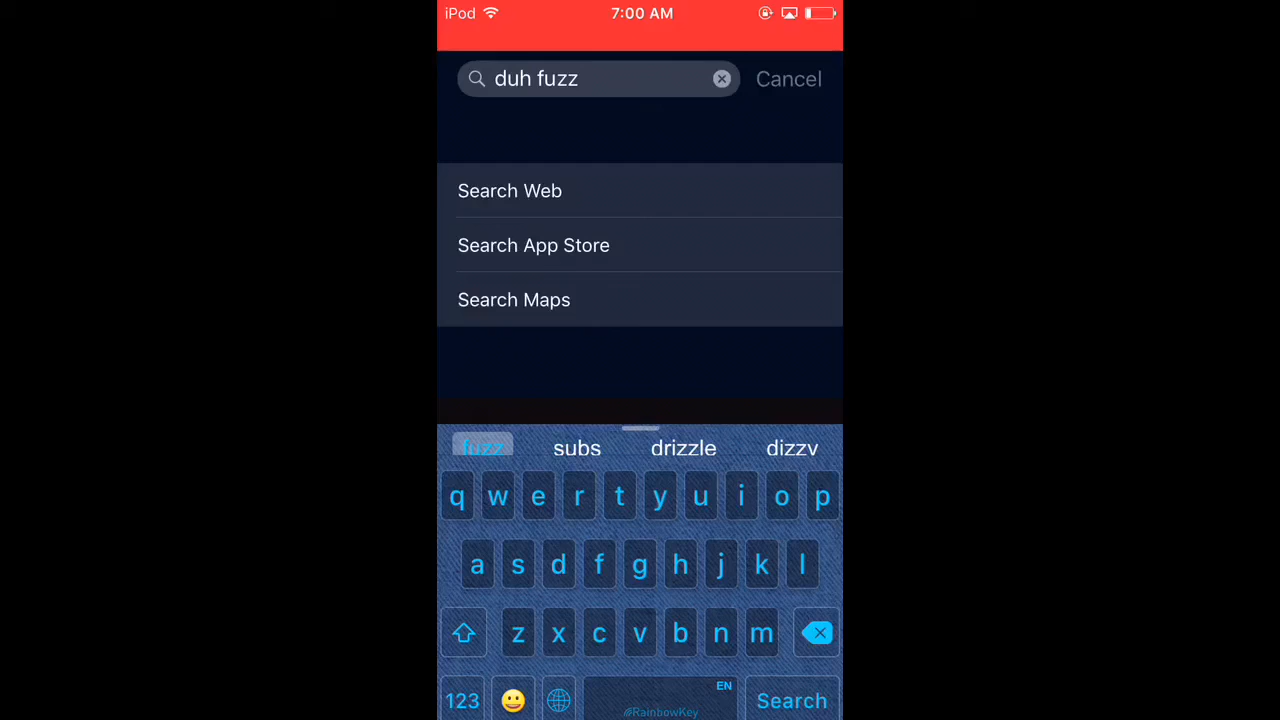 iPod 7:00 AM
duh fuzz Cancel
Search Web
Search App Store
Search Maps
fuzz subs drizzle dizzy
q w e r t y u i o p
a s d f g h j k l
z x c v b n m
EN
123 Search
@RainbowKey